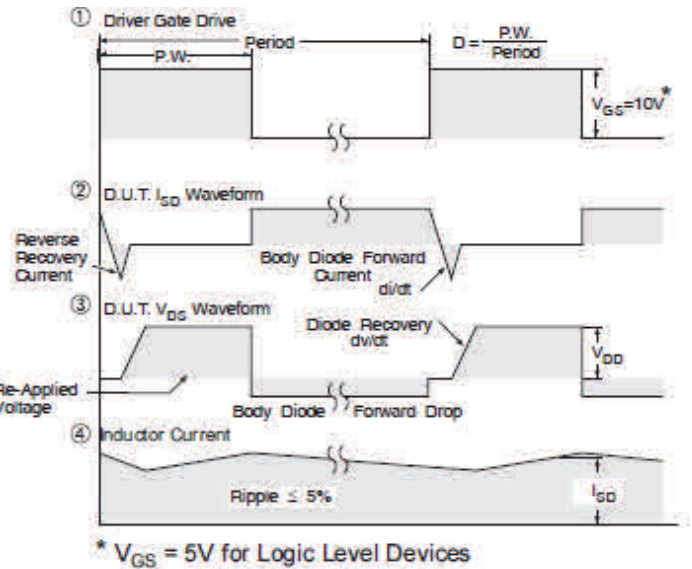 ① Driver Gate Drive
Period
P.W.
D = P.W.
Period
VGS=10V*
② D.U.T. ISD Waveform
Reverse
Recovery
Current
Body Diode Forward
Current
di/dt
③ D.U.T. VDS Waveform
Diode Recovery
dv/dt
VDD
Re-Applied
Voltage
Body Diode Forward Drop
④ Inductor Current
Ripple ≤ 5%
ISD
* VGS = 5V for Logic Level Devices